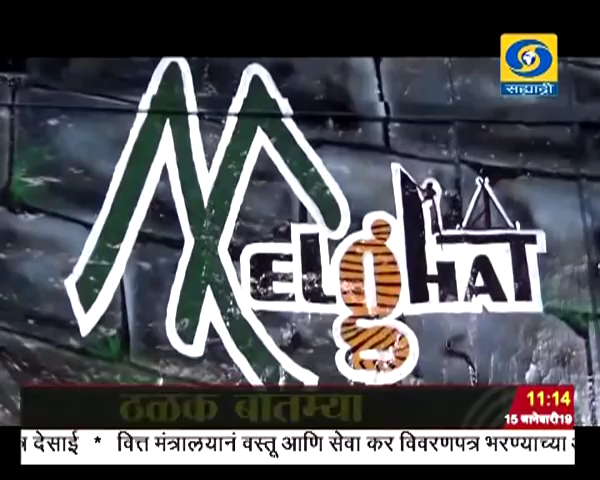 सह्याद्री
MELgHAT
ठळक बातम्या
11:14
15 जानेवारी19
देसाई * वित्त मंत्रालयानं वस्तू आणि सेवा कर विवरणपत्र भरण्याच्या